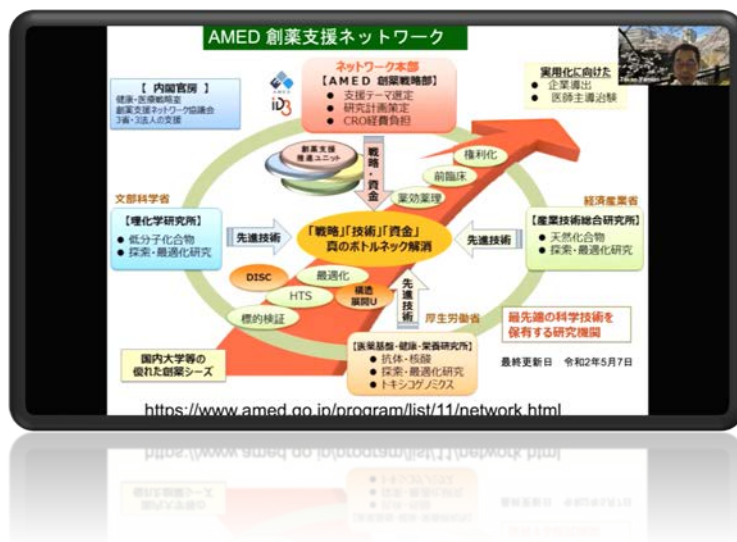 AMED 創薬支援ネットワーク
【 内閣官房 】
健康・医療戦略室
創薬支援ネットワーク協議会
3省・3法人の支援
AMED
iD3
ネットワーク本部
【AMED 創薬戦略部】
● 支援テーマ選定
● 研究計画策定
● CRO経費負担
実用化に向けた
● 企業導出
● 医師主導治験
創薬支援
推進ユニット
戦略・資金
権利化
前臨床
薬効薬理
文部科学省
【理化学研究所】
● 低分子化合物
● 探索・最適化研究
先進技術
「戦略」「技術」「資金」
真のボトルネック解消
先進技術
経済産業省
【産業技術総合研究所】
● 天然化合物
● 探索・最適化研究
DISC
最適化
HTS
構造
展開U
標的検証
先進技術
厚生労働省
【医薬基盤・健康・栄養研究所】
● 抗体・核酸
● 探索・最適化研究
● トキシコゲノミクス
最先端の科学技術を
保有する研究機関
国内大学等の
優れた創薬シーズ
最終更新日　令和2年5月7日
https://www.amed.go.jp/program/list/11/network.html